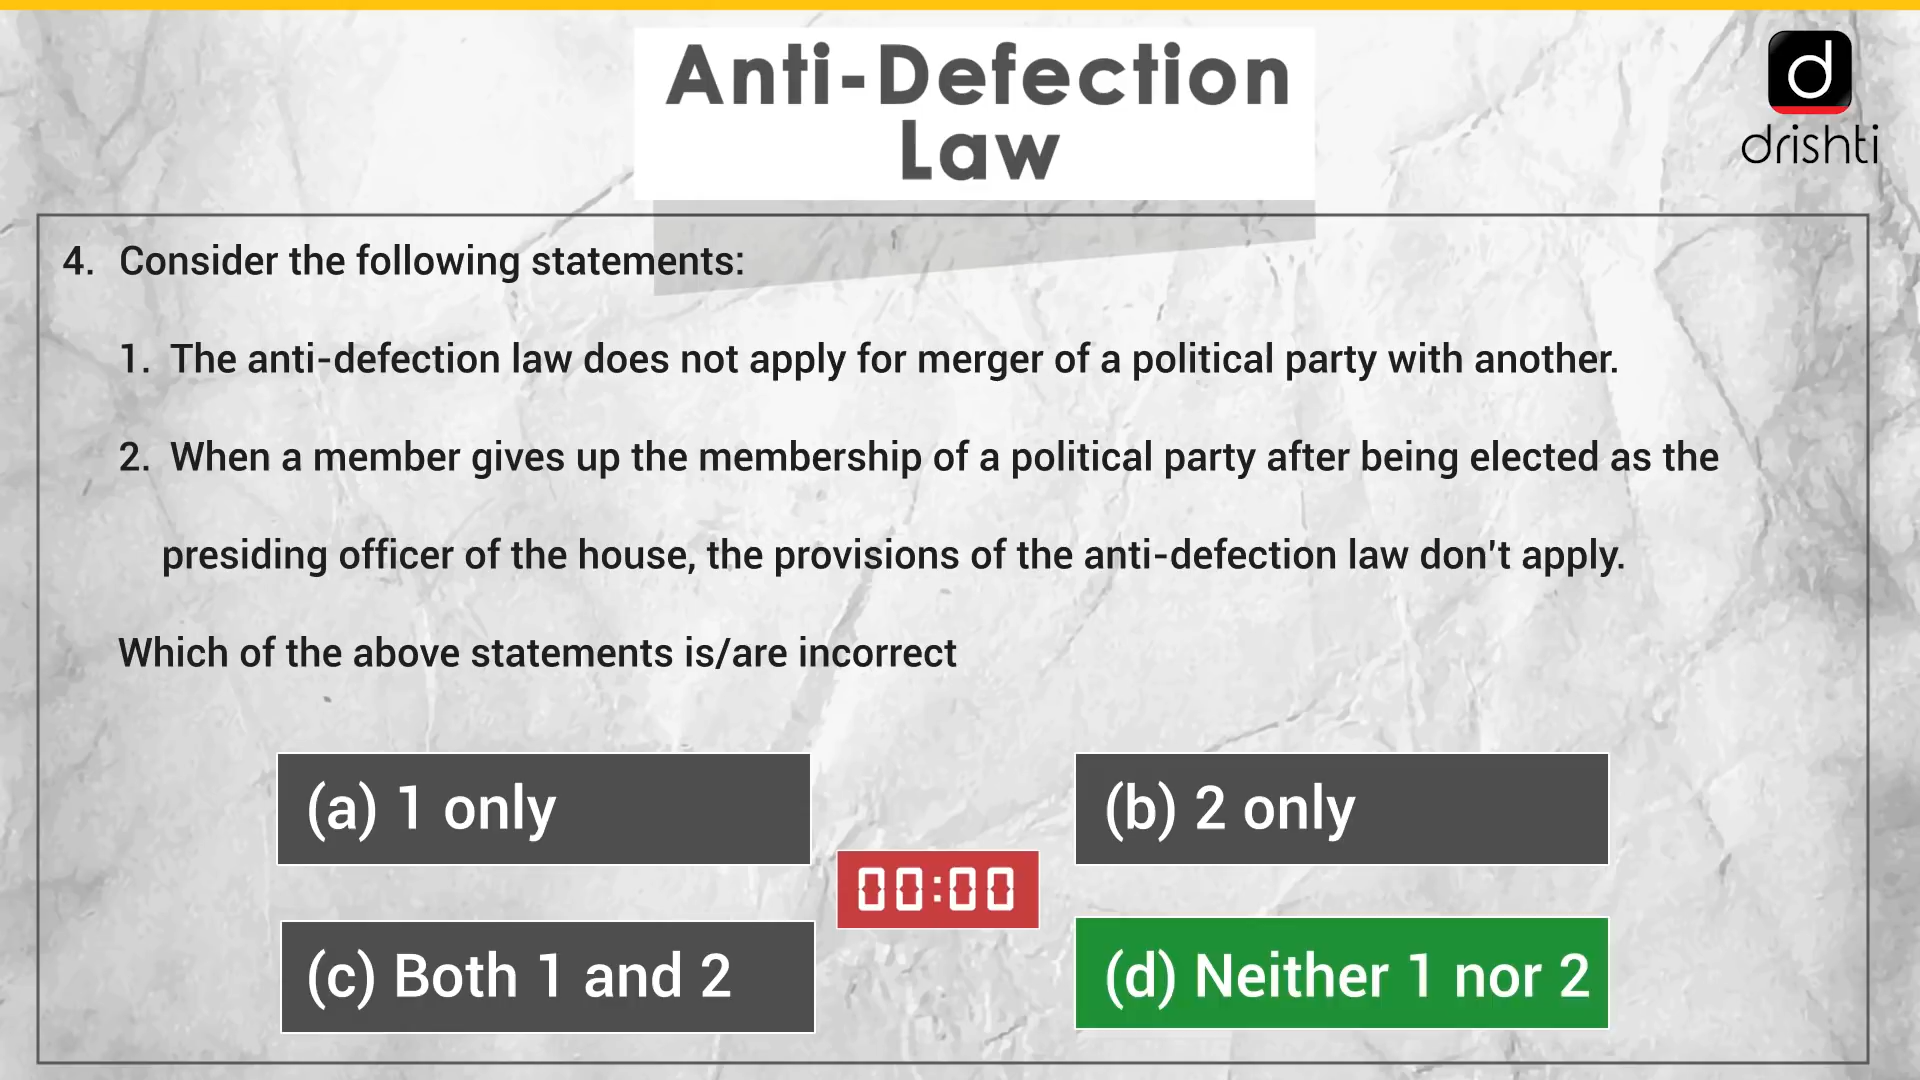 Anti-Defection
Law
drishti
4. Consider the following statements:
1. The anti-defection law does not apply for merger of a political party with another.
2. When a member gives up the membership of a political party after being elected as the
presiding officer of the house, the provisions of the anti-defection law don't apply.
Which of the above statements is/are incorrect
(a) 1 only
(b) 2 only
00:00
(c) Both 1 and 2
(d) Neither 1 nor 2